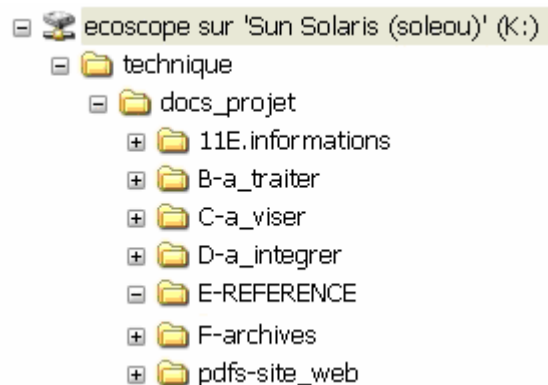 ecoscope sur 'Sun Solaris (soleou)' (K:)
technique
docs_projet
11E.informations
B-a_traiter
C-a_viser
D-a_integrer
E-REFERENCE
F-archives
pdfs-site_web